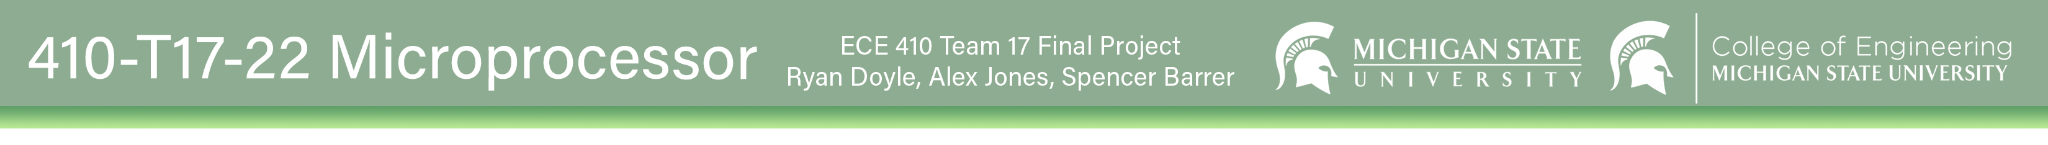 410-T17-22 Microprocessor
ECE 410 Team 17 Final Project
Ryan Doyle, Alex Jones, Spencer Barrer
MICHIGAN STATE
UNIVERSITY
College of Engineering
MICHIGAN STATE UNIVERSITY